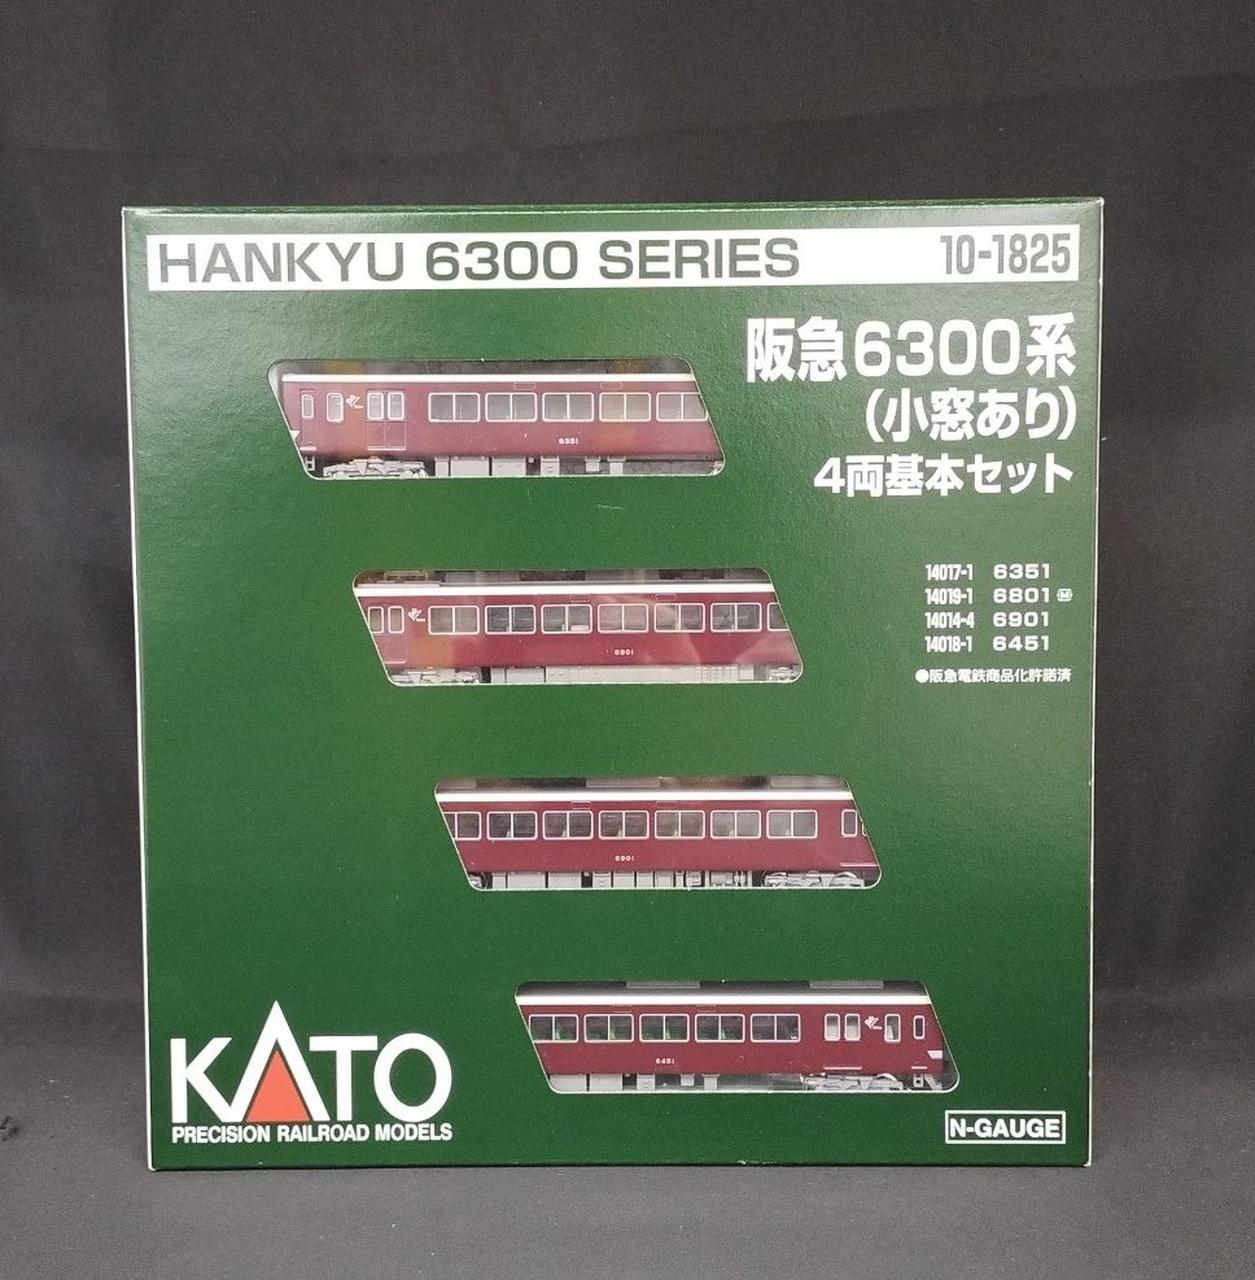 HANKYU 6300 SERIES 10-1825
阪急6300系
(小窓あり)
4両基本セット
6351
14017-1 6351
14019-1 6801 M
14014-4 6901
14018-1 6451
●阪急電鉄商品化許諾済
6801
6901
6451
KATO
PRECISION RAILROAD MODELS
N-GAUGE